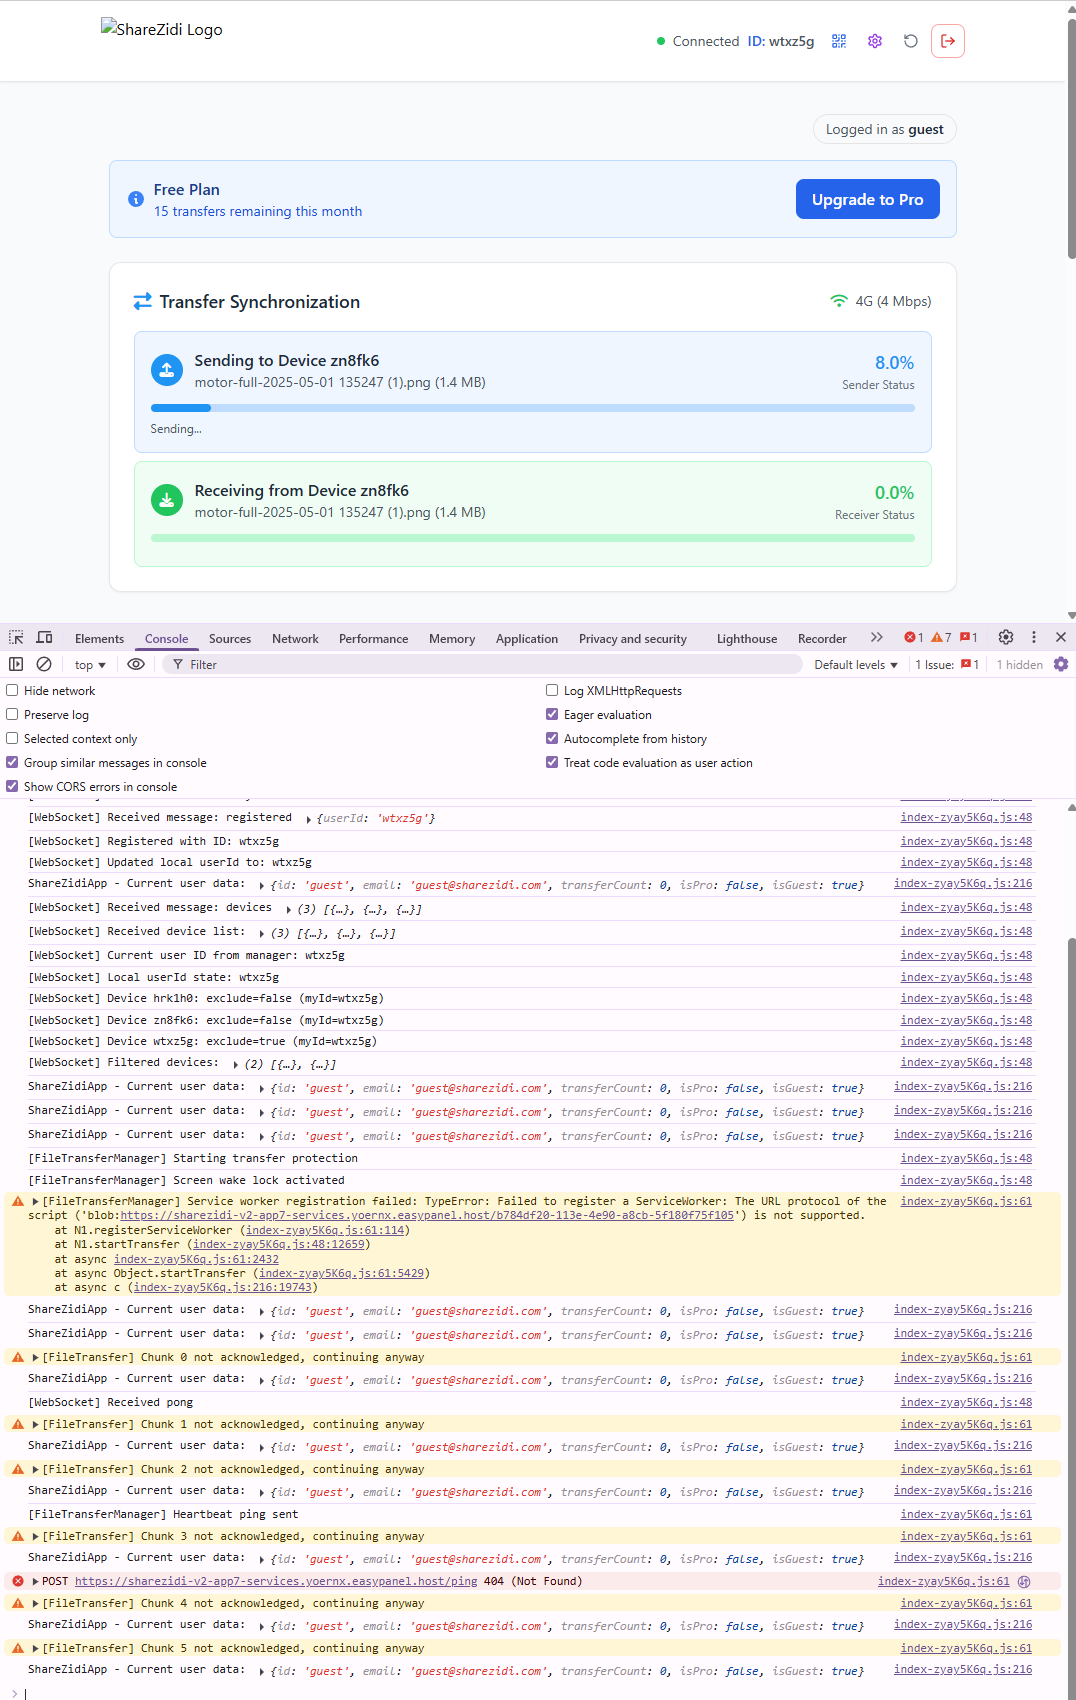 ShareZidi Logo
Connected ID: wtxz5g
Logged in as guest
Free Plan
15 transfers remaining this month
Upgrade to Pro
Transfer Synchronization
4G (4 Mbps)
Sending to Device zn8fk6
8.0%
motor-full-2025-05-01 135247 (1).png (1.4 MB)
Sender Status
Sending...
Receiving from Device zn8fk6
0.0%
motor-full-2025-05-01 135247 (1).png (1.4 MB)
Receiver Status
Elements Console Sources Network Performance Memory Application Privacy and security Lighthouse Recorder 1 7 1
top Filter Default levels 1 Issue: 1 1 hidden
Hide network
Log XMLHttpRequests
Preserve log
Eager evaluation
Selected context only
Autocomplete from history
Group similar messages in console
Treat code evaluation as user action
Show CORS errors in console
[WebSocket] Received message: registered {userId: 'wtxz5g'} index-zyay5K6q.js:48
[WebSocket] Registered with ID: wtxz5g index-zyay5K6q.js:48
[WebSocket] Updated local userId to: wtxz5g index-zyay5K6q.js:48
ShareZidiApp - Current user data: {id: 'guest', email: 'guest@sharezidi.com', transferCount: 0, isPro: false, isGuest: true} index-zyay5K6q.js:216
[WebSocket] Received message: devices (3) [{…}, {…}, {…}] index-zyay5K6q.js:48
[WebSocket] Received device list: (3) [{…}, {…}, {…}] index-zyay5K6q.js:48
[WebSocket] Current user ID from manager: wtxz5g index-zyay5K6q.js:48
[WebSocket] Local userId state: wtxz5g index-zyay5K6q.js:48
[WebSocket] Device hrk1h0: exclude=false (myId=wtxz5g) index-zyay5K6q.js:48
[WebSocket] Device zn8fk6: exclude=false (myId=wtxz5g) index-zyay5K6q.js:48
[WebSocket] Device wtxz5g: exclude=true (myId=wtxz5g) index-zyay5K6q.js:48
[WebSocket] Filtered devices: (2) [{…}, {…}] index-zyay5K6q.js:48
ShareZidiApp - Current user data: {id: 'guest', email: 'guest@sharezidi.com', transferCount: 0, isPro: false, isGuest: true} index-zyay5K6q.js:216
ShareZidiApp - Current user data: {id: 'guest', email: 'guest@sharezidi.com', transferCount: 0, isPro: false, isGuest: true} index-zyay5K6q.js:216
ShareZidiApp - Current user data: {id: 'guest', email: 'guest@sharezidi.com', transferCount: 0, isPro: false, isGuest: true} index-zyay5K6q.js:216
[FileTransferManager] Starting transfer protection index-zyay5K6q.js:48
[FileTransferManager] Screen wake lock activated index-zyay5K6q.js:48
[FileTransferManager] Service worker registration failed: TypeError: Failed to register a ServiceWorker: The URL protocol of the index-zyay5K6q.js:61
script ('blob:https://sharezidi-v2-app7-services.yoernx.easypanel.host/b784df20-113e-4e90-a8cb-5f180f75f105') is not supported.
at N1.registerServiceWorker (index-zyay5K6q.js:61:114)
at N1.startTransfer (index-zyay5K6q.js:48:12659)
at async index-zyay5K6q.js:61:2432
at async Object.startTransfer (index-zyay5K6q.js:61:5429)
at async c (index-zyay5K6q.js:216:19743)
ShareZidiApp - Current user data: {id: 'guest', email: 'guest@sharezidi.com', transferCount: 0, isPro: false, isGuest: true} index-zyay5K6q.js:216
ShareZidiApp - Current user data: {id: 'guest', email: 'guest@sharezidi.com', transferCount: 0, isPro: false, isGuest: true} index-zyay5K6q.js:216
[FileTransfer] Chunk 0 not acknowledged, continuing anyway index-zyay5K6q.js:61
ShareZidiApp - Current user data: {id: 'guest', email: 'guest@sharezidi.com', transferCount: 0, isPro: false, isGuest: true} index-zyay5K6q.js:216
[WebSocket] Received pong index-zyay5K6q.js:48
[FileTransfer] Chunk 1 not acknowledged, continuing anyway index-zyay5K6q.js:61
ShareZidiApp - Current user data: {id: 'guest', email: 'guest@sharezidi.com', transferCount: 0, isPro: false, isGuest: true} index-zyay5K6q.js:216
[FileTransfer] Chunk 2 not acknowledged, continuing anyway index-zyay5K6q.js:61
ShareZidiApp - Current user data: {id: 'guest', email: 'guest@sharezidi.com', transferCount: 0, isPro: false, isGuest: true} index-zyay5K6q.js:216
[FileTransferManager] Heartbeat ping sent index-zyay5K6q.js:61
[FileTransfer] Chunk 3 not acknowledged, continuing anyway index-zyay5K6q.js:61
ShareZidiApp - Current user data: {id: 'guest', email: 'guest@sharezidi.com', transferCount: 0, isPro: false, isGuest: true} index-zyay5K6q.js:216
POST https://sharezidi-v2-app7-services.yoernx.easypanel.host/ping 404 (Not Found) index-zyay5K6q.js:61
[FileTransfer] Chunk 4 not acknowledged, continuing anyway index-zyay5K6q.js:61
ShareZidiApp - Current user data: {id: 'guest', email: 'guest@sharezidi.com', transferCount: 0, isPro: false, isGuest: true} index-zyay5K6q.js:216
[FileTransfer] Chunk 5 not acknowledged, continuing anyway index-zyay5K6q.js:61
ShareZidiApp - Current user data: {id: 'guest', email: 'guest@sharezidi.com', transferCount: 0, isPro: false, isGuest: true} index-zyay5K6q.js:216